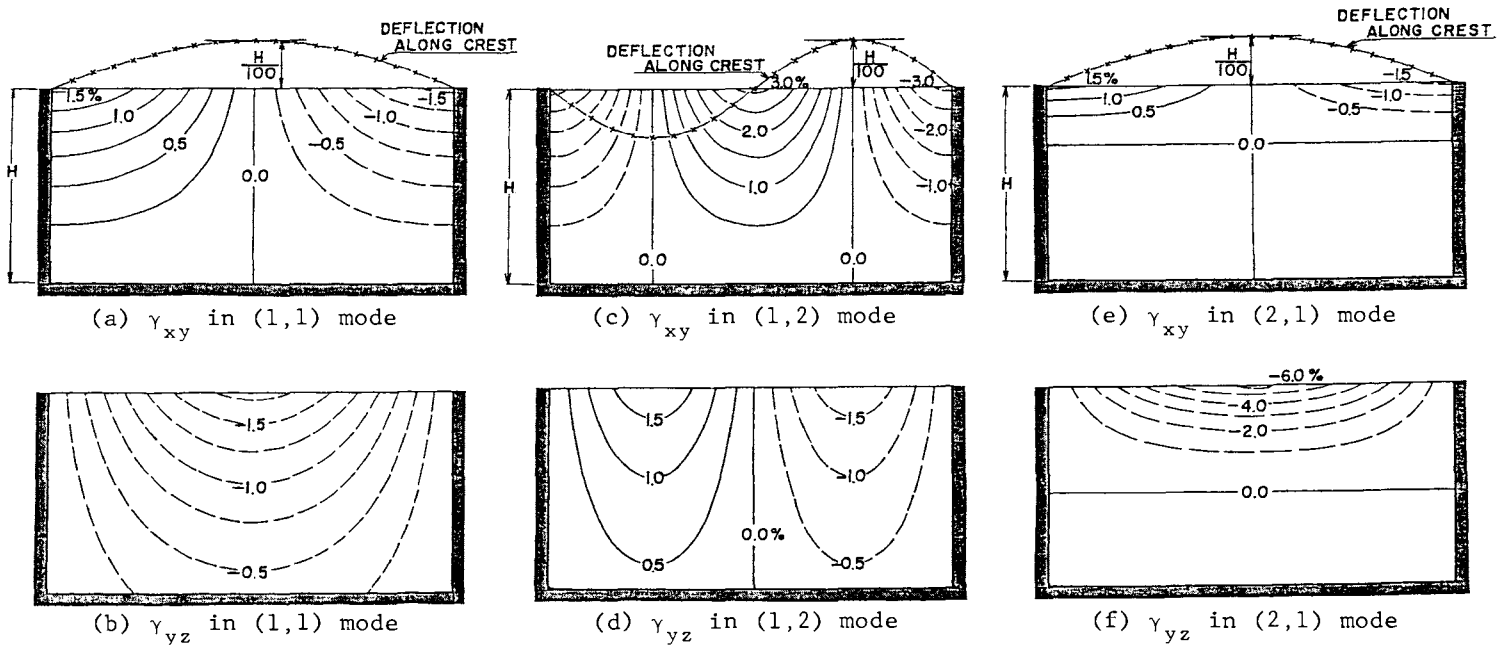 DEFLECTION
ALONG CREST
H
100
1.5%
1.0
0.5
0.0
-0.5
-1.0
-1.5
H
(a) γxy in (1,1) mode
DEFLECTION
ALONG CREST
H
100
3.0%
2.0
1.0
0.0
0.0
-3.0
-2.0
-1.0
H
(c) γxy in (1,2) mode
DEFLECTION
ALONG CREST
H
100
1.5%
1.0
0.5
0.0
-1.5
-1.0
-0.5
H
(e) γxy in (2,1) mode
-1.5
-1.0
-0.5
(b) γyz in (1,1) mode
1.5
1.0
0.5
0.0%
-1.5
-1.0
-0.5
(d) γyz in (1,2) mode
-6.0%
-4.0
-2.0
0.0
(f) γyz in (2,1) mode